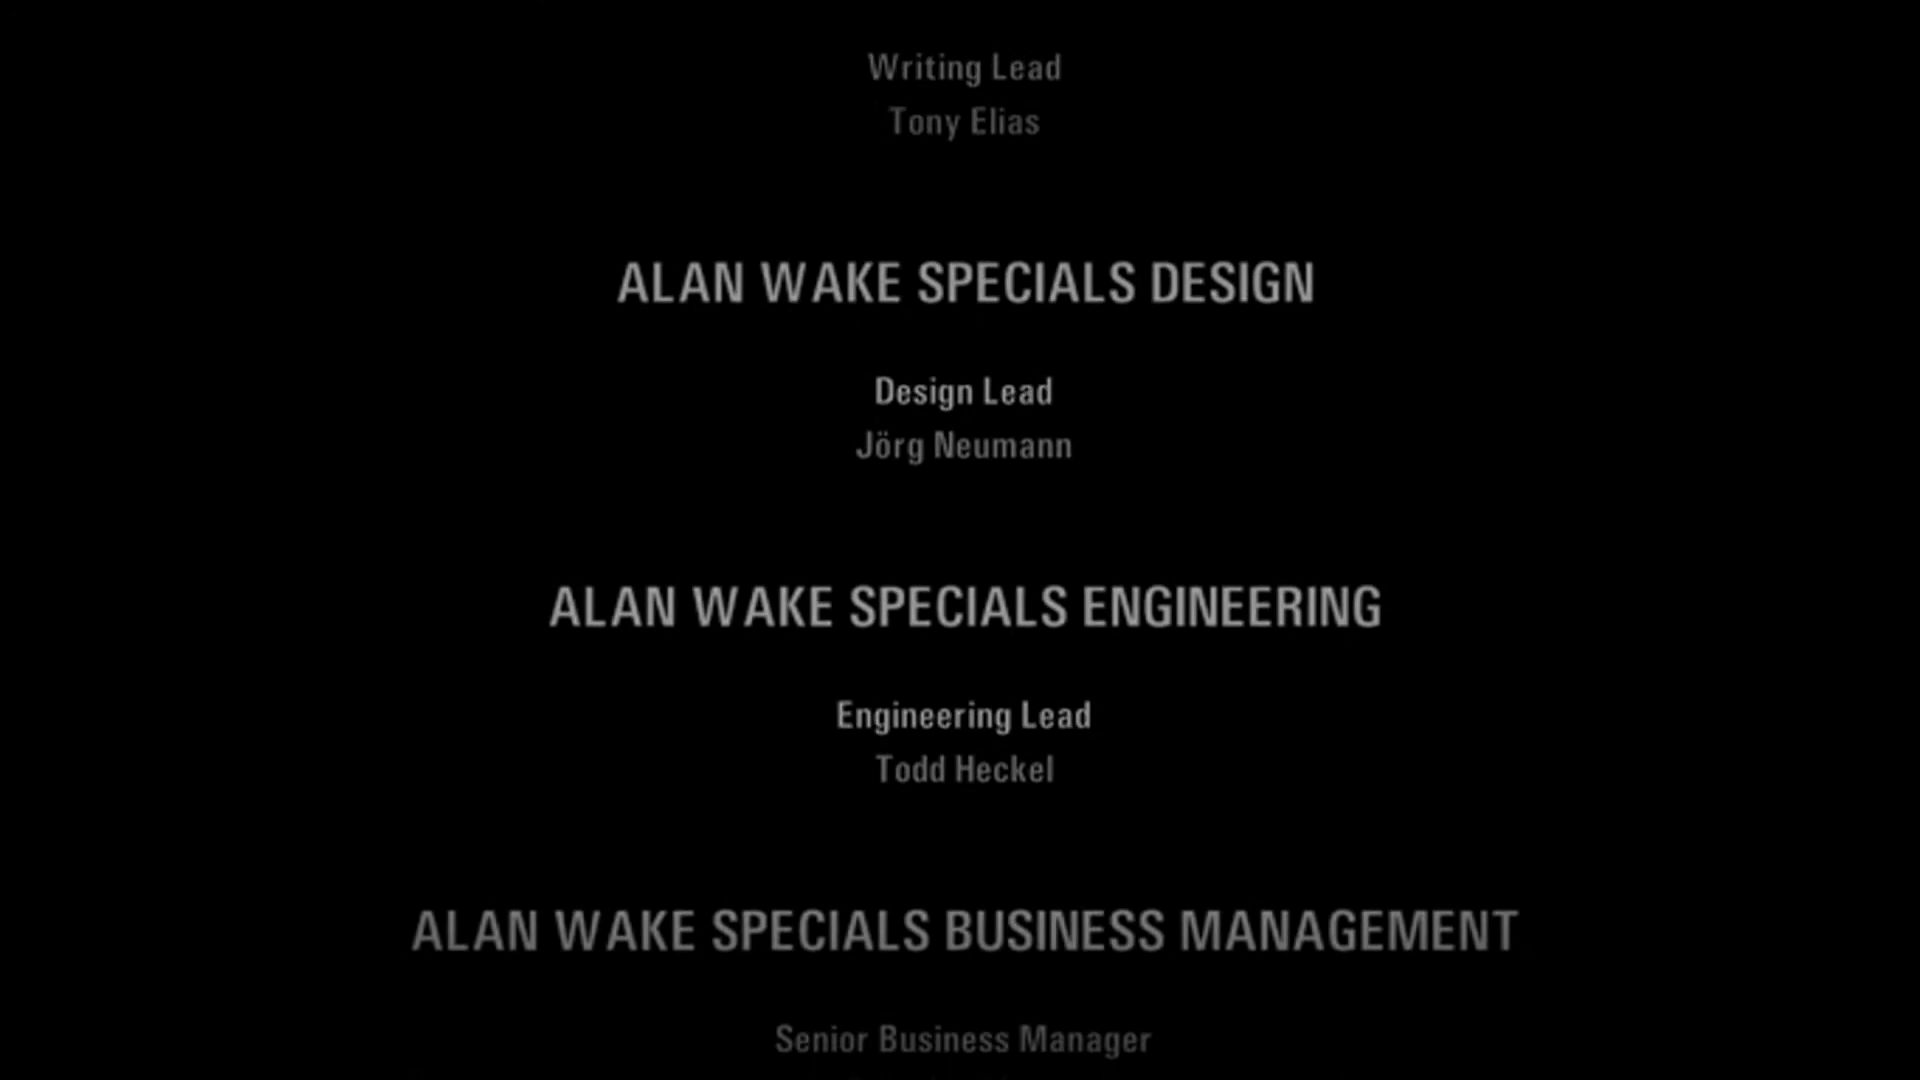 Writing Lead
Tony Elias
ALAN WAKE SPECIALS DESIGN
Design Lead
Jörg Neumann
ALAN WAKE SPECIALS ENGINEERING
Engineering Lead
Todd Heckel
ALAN WAKE SPECIALS BUSINESS MANAGEMENT
Senior Business Manager